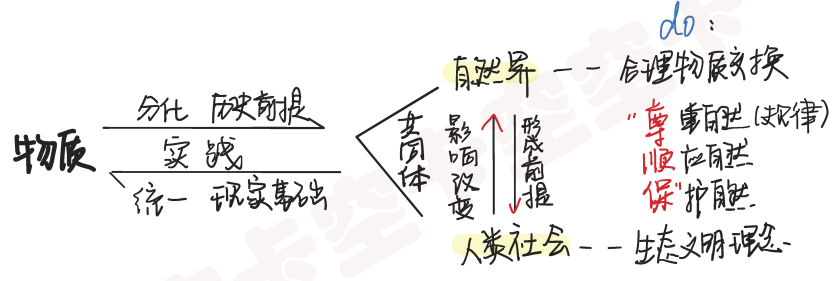 do:
自然界 -- 合理物质交换
分化 历史前提
物质
实践
统一 现实基础
共同体
影响改变
形成前提
"尊重自然(规律)
顺应自然
保"护自然
人类社会 -- 生态文明理念